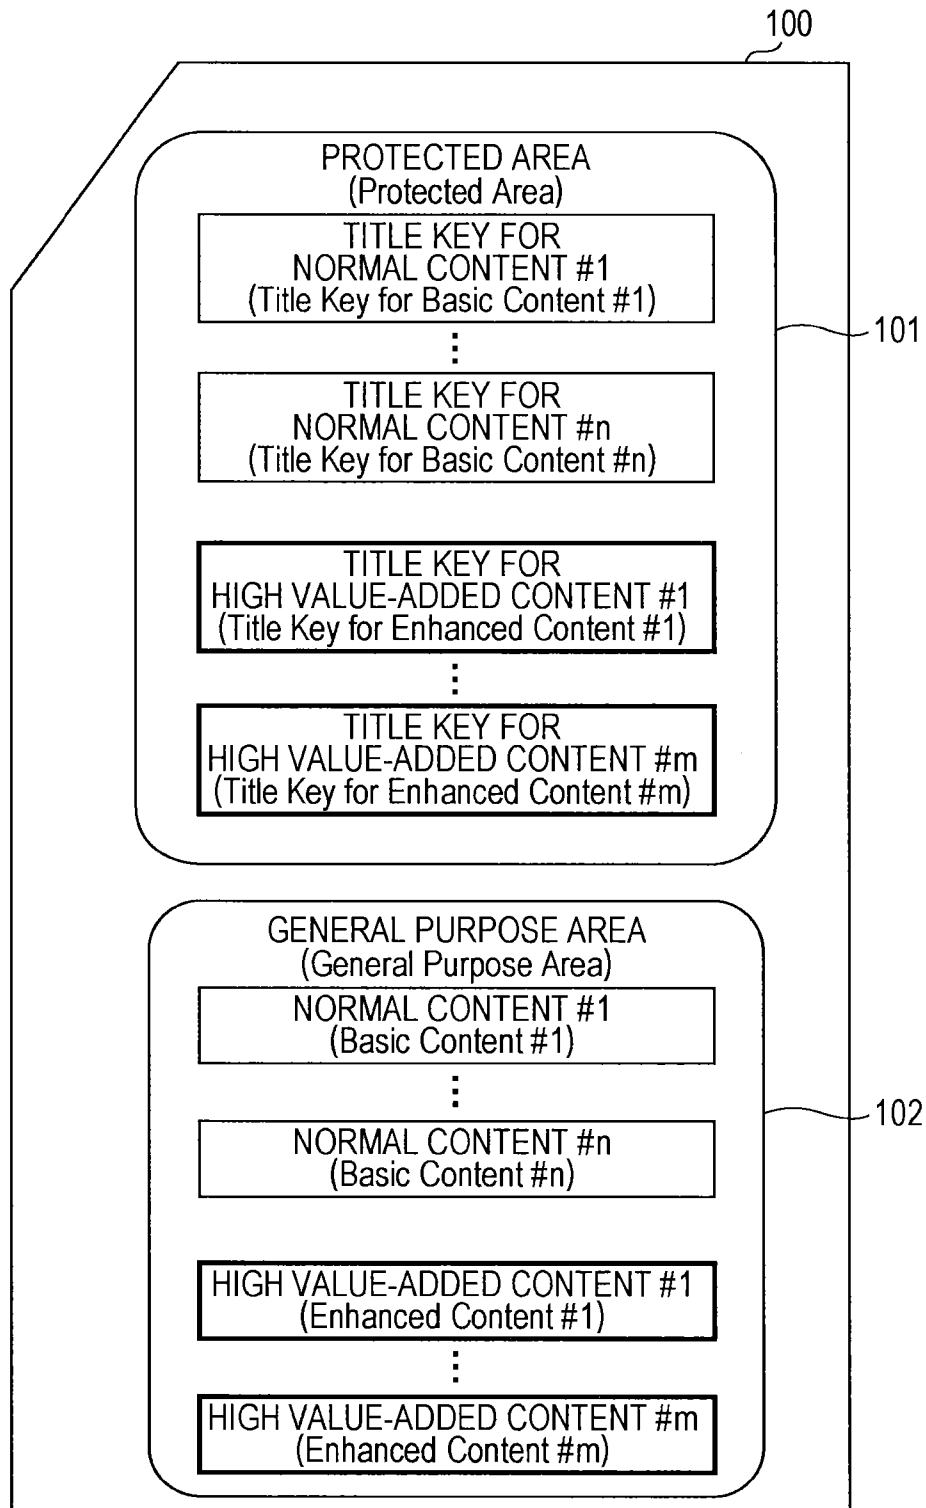 100
PROTECTED AREA
(Protected Area)
TITLE KEY FOR
NORMAL CONTENT #1
(Title Key for Basic Content #1)
101
TITLE KEY FOR
NORMAL CONTENT #n
(Title Key for Basic Content #n)
TITLE KEY FOR
HIGH VALUE-ADDED CONTENT #1
(Title Key for Enhanced Content #1)
TITLE KEY FOR
HIGH VALUE-ADDED CONTENT #m
(Title Key for Enhanced Content #m)
GENERAL PURPOSE AREA
(General Purpose Area)
NORMAL CONTENT #1
(Basic Content #1)
102
NORMAL CONTENT #n
(Basic Content #n)
HIGH VALUE-ADDED CONTENT #1
(Enhanced Content #1)
HIGH VALUE-ADDED CONTENT #m
(Enhanced Content #m)